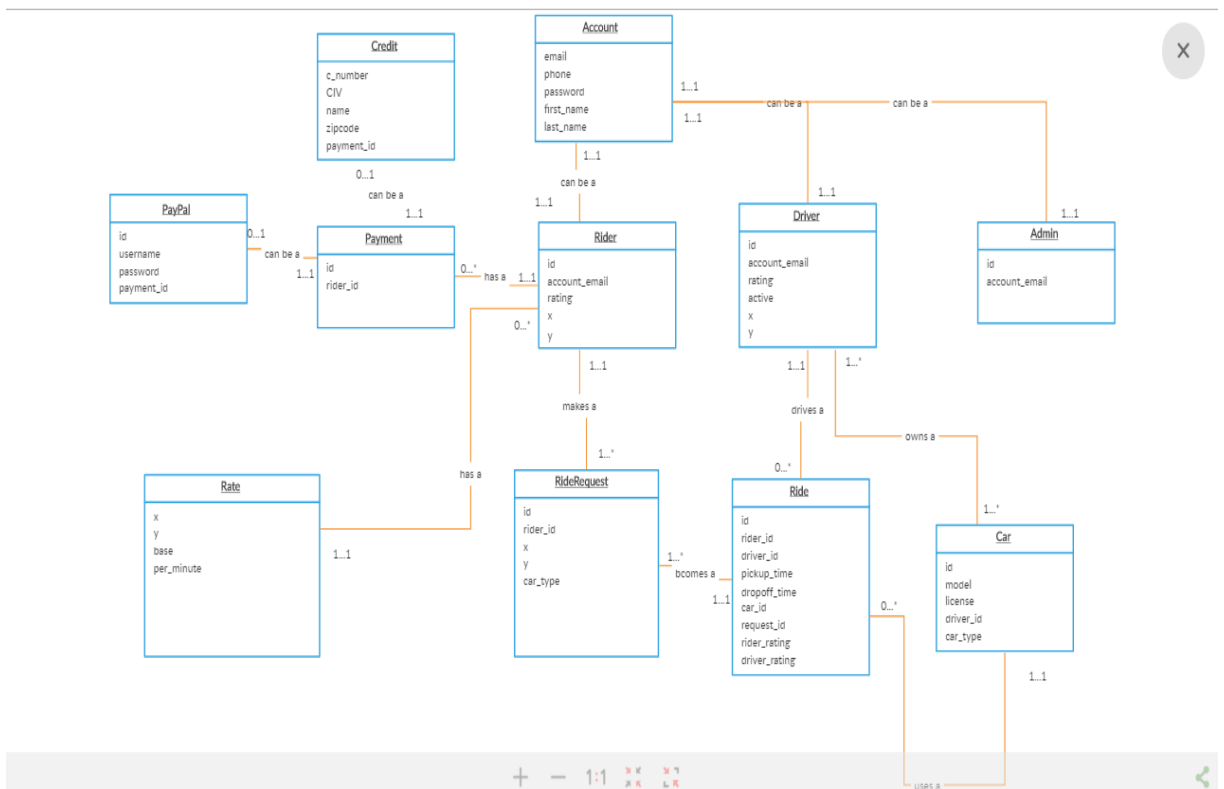 Account
email
phone
password
first_name
last_name
Credit
c_number
CIV
name
zipcode
payment_id
X
1...1
can be a
can be a
1...1
1...1
0...1
can be a
can be a
1...1
1...1
1...1
1...1
PayPal
id
username
password
payment_id
0...1
can be a
1...1
Payment
id
rider_id
0...*
has a
1...1
Rider
id
account_email
rating
x
y
Driver
id
account_email
rating
active
x
y
Admin
id
account_email
0...*
1...1
1...1
1...*
makes a
drives a
owns a
1...*
0...*
has a
1...*
Rate
x
y
base
per_minute
1...1
RideRequest
id
rider_id
x
y
car_type
1...*
bcomes a
1...1
Ride
id
rider_id
driver_id
pickup_time
dropoff_time
car_id
request_id
rider_rating
driver_rating
0...*
Car
id
model
license
driver_id
car_type
1...1
uses a
1:1